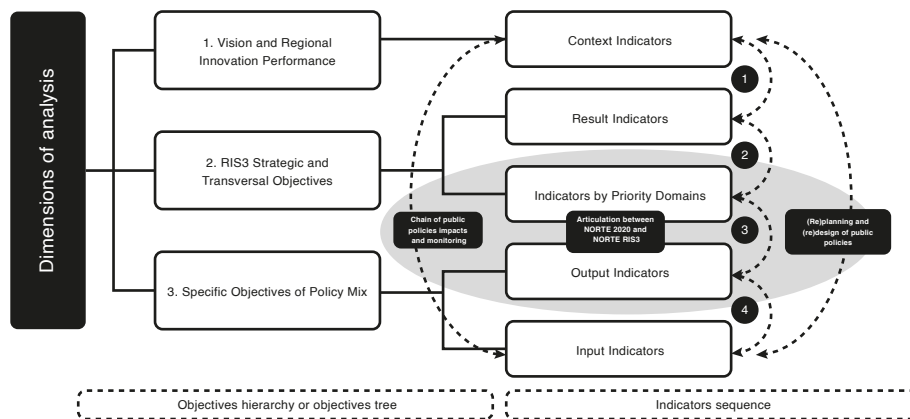 Dimensions of analysis
1. Vision and Regional
Innovation Performance
2. RIS3 Strategic and
Transversal Objectives
3. Specific Objectives of Policy Mix
Context Indicators
Result Indicators
Indicators by Priority Domains
Output Indicators
Input Indicators
Chain of public
policies impacts
and monitoring
Articulation between
NORTE 2020 and
NORTE RIS3
1
2
3
4
(Re)planning and
(re)design of public
policies
Objectives hierarchy or objectives tree
Indicators sequence